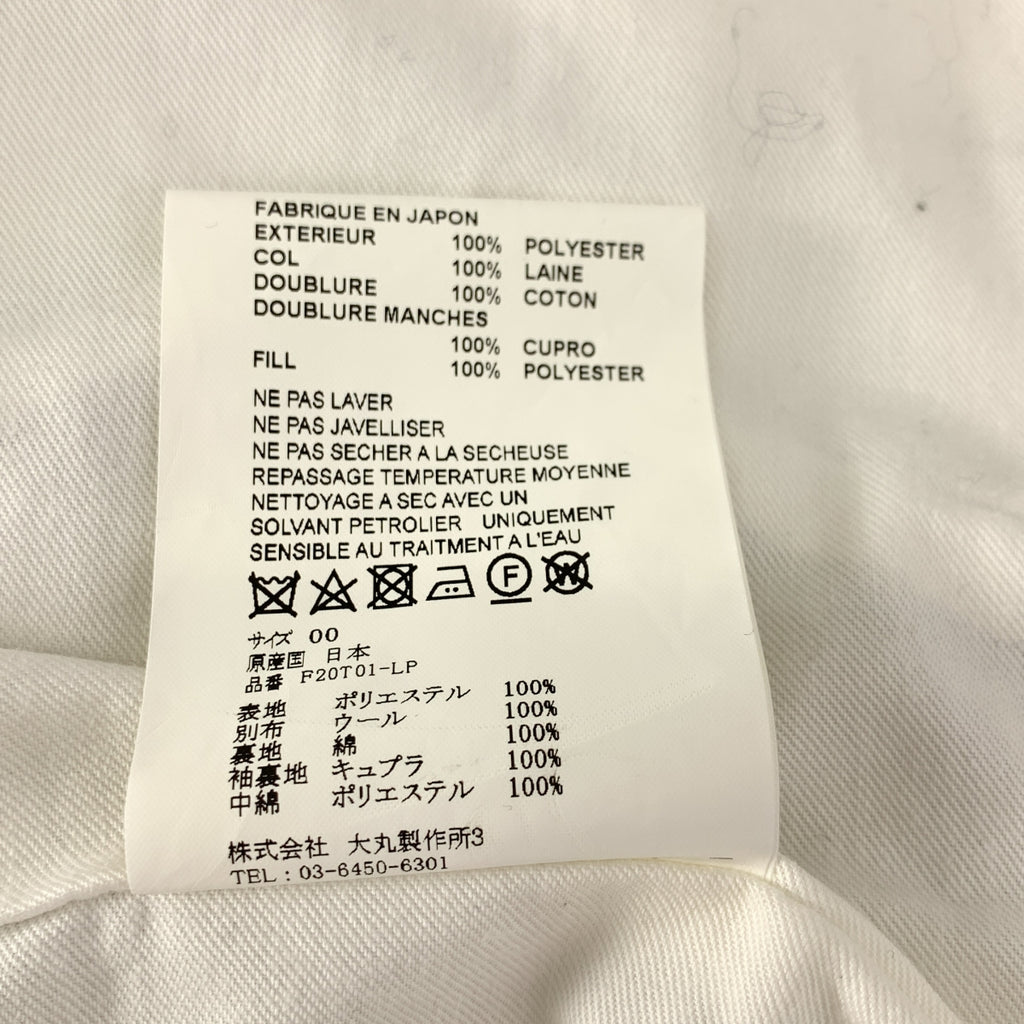 FABRIQUE EN JAPON
EXTERIEUR 100% POLYESTER
COL 100% LAINE
DOUBLURE 100% COTON
DOUBLURE MANCHES
100% CUPRO
FILL 100% POLYESTER
NE PAS LAVER
NE PAS JAVELLISER
NE PAS SECHER A LA SECHEUSE
REPASSAGE TEMPERATURE MOYENNE
NETTOYAGE A SEC AVEC UN
SOLVANT PETROLIER UNIQUEMENT
SENSIBLE AU TRAITMENT A L'EAU
F W
サイズ 00
原産国 日本
品番 F20T01-LP
表地 ポリエステル 100%
別布 ウール 100%
裏地 綿 100%
袖裏地 キュプラ 100%
中綿 ポリエステル 100%
株式会社 大丸製作所3
TEL : 03-6450-6301